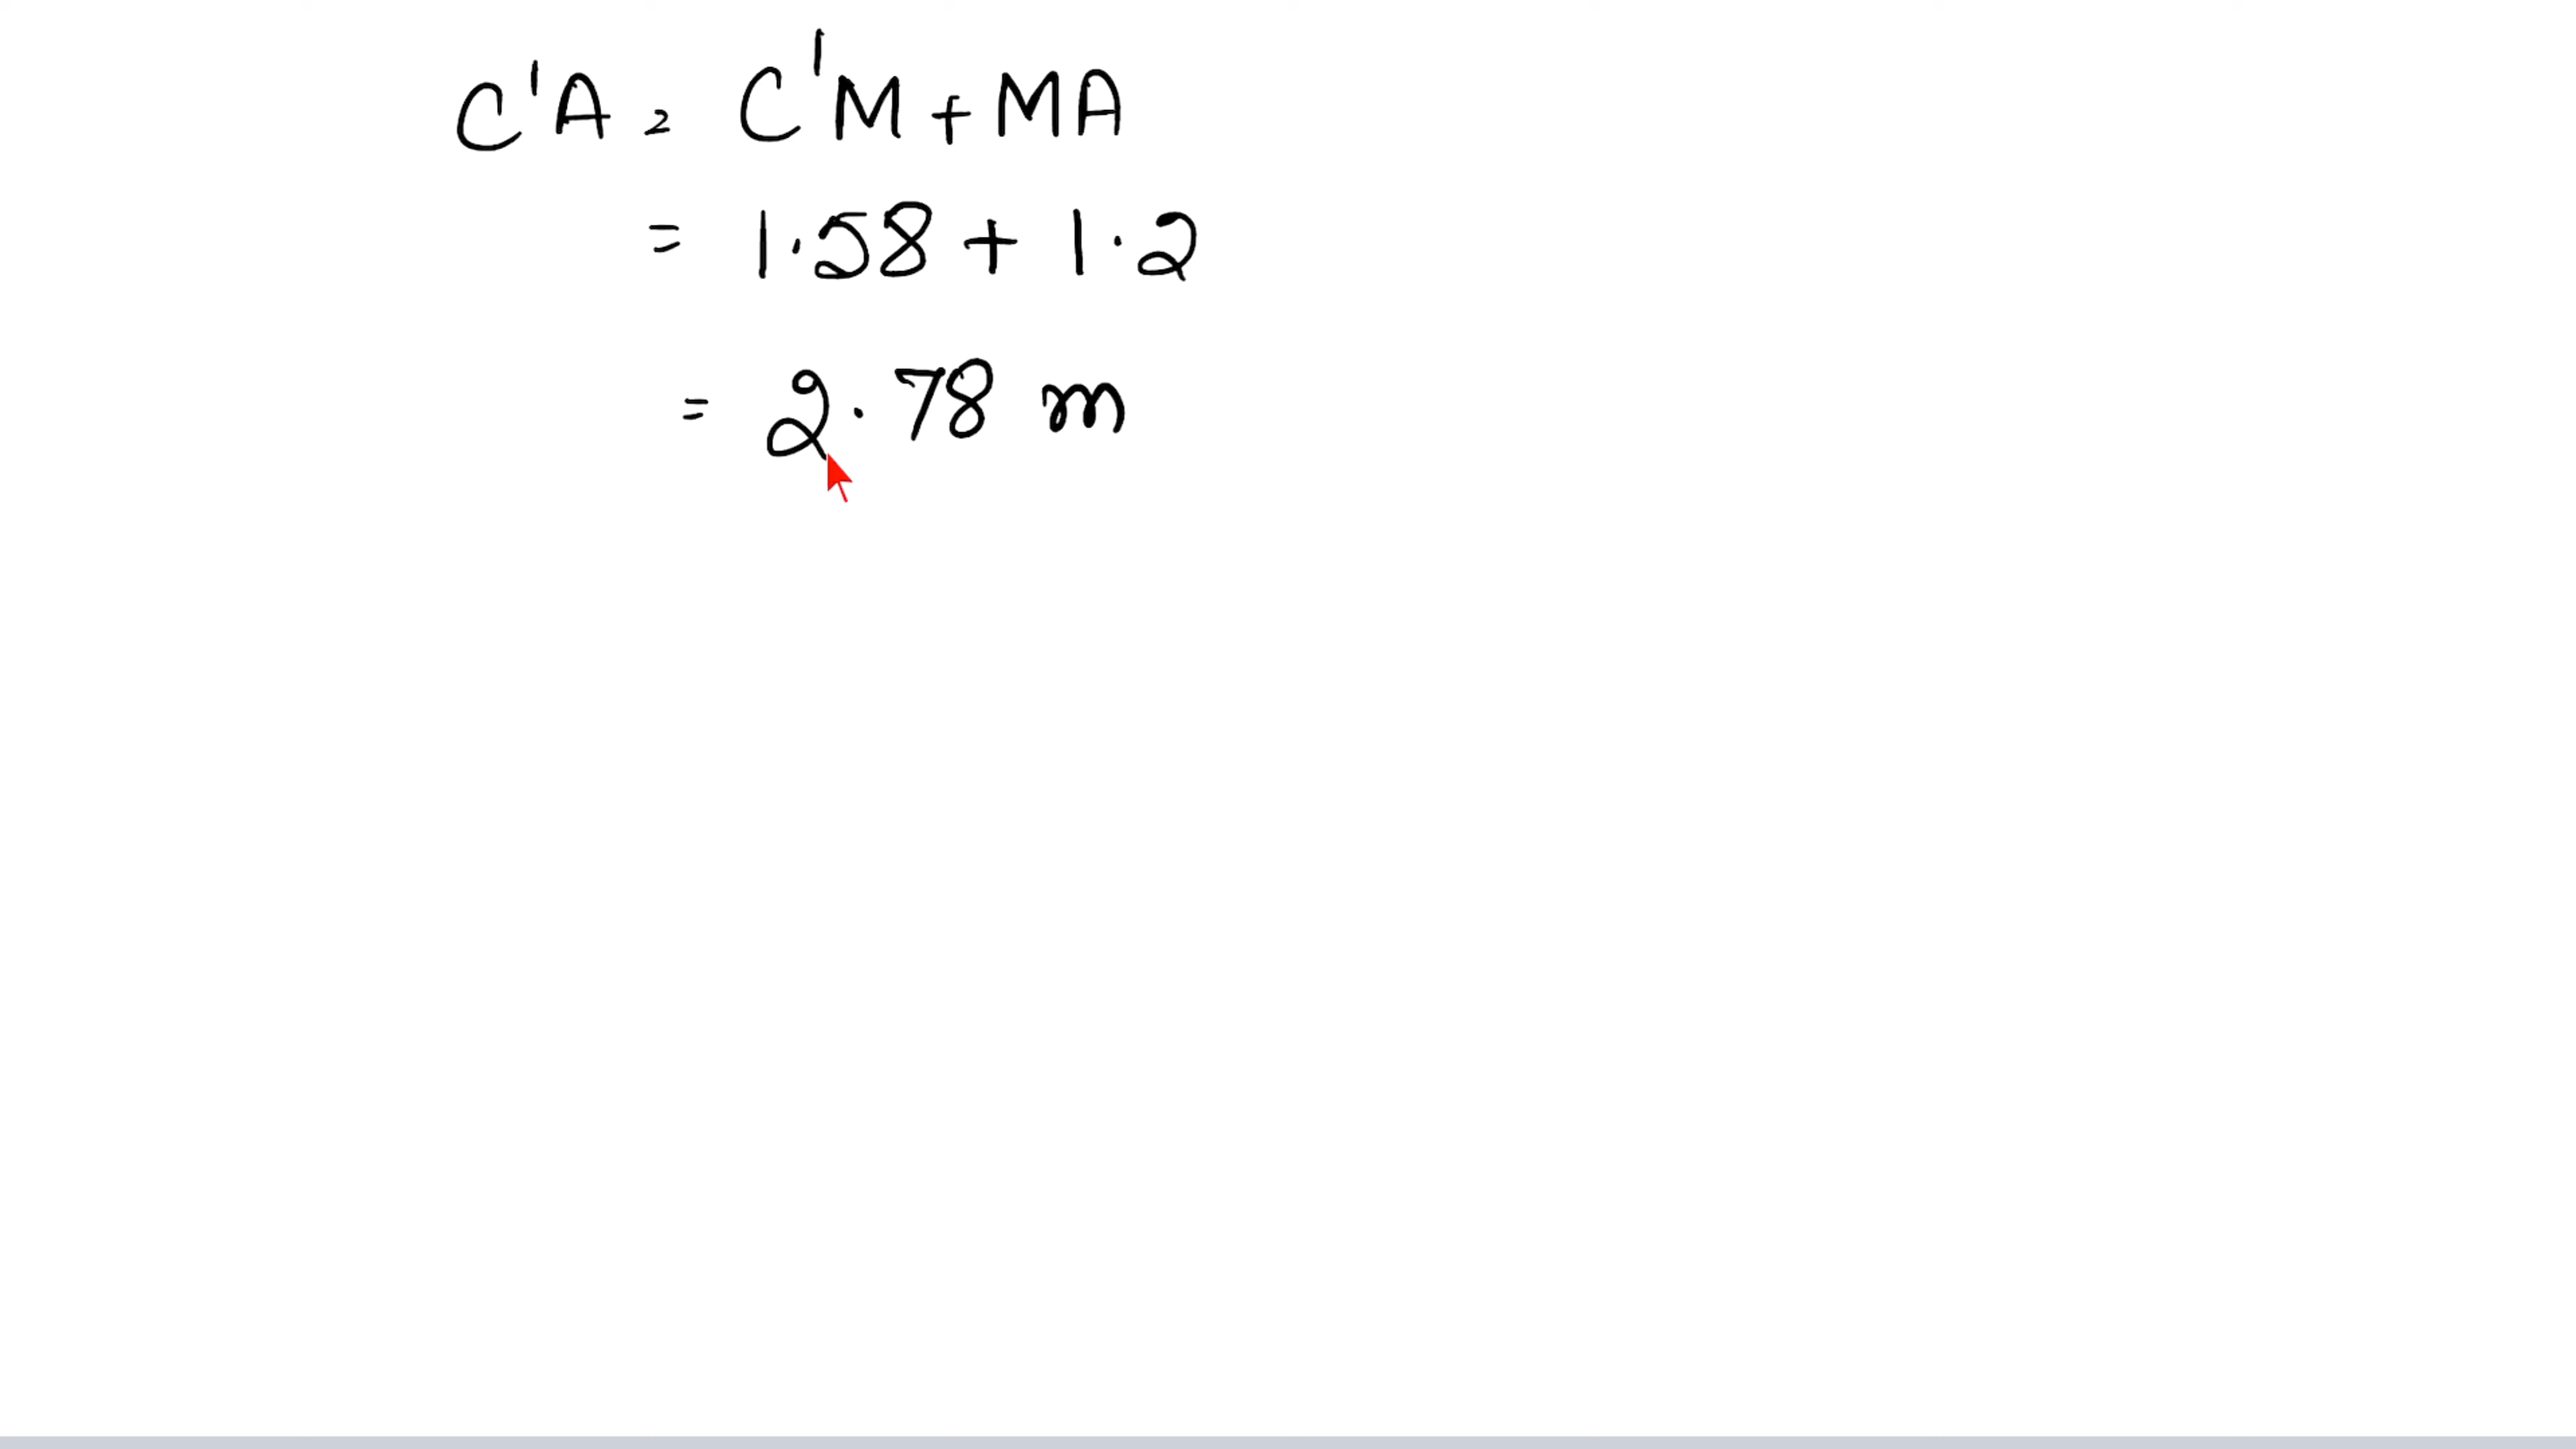 C'A = C'M + MA
= 1.58 + 1.2
= 2.78 m